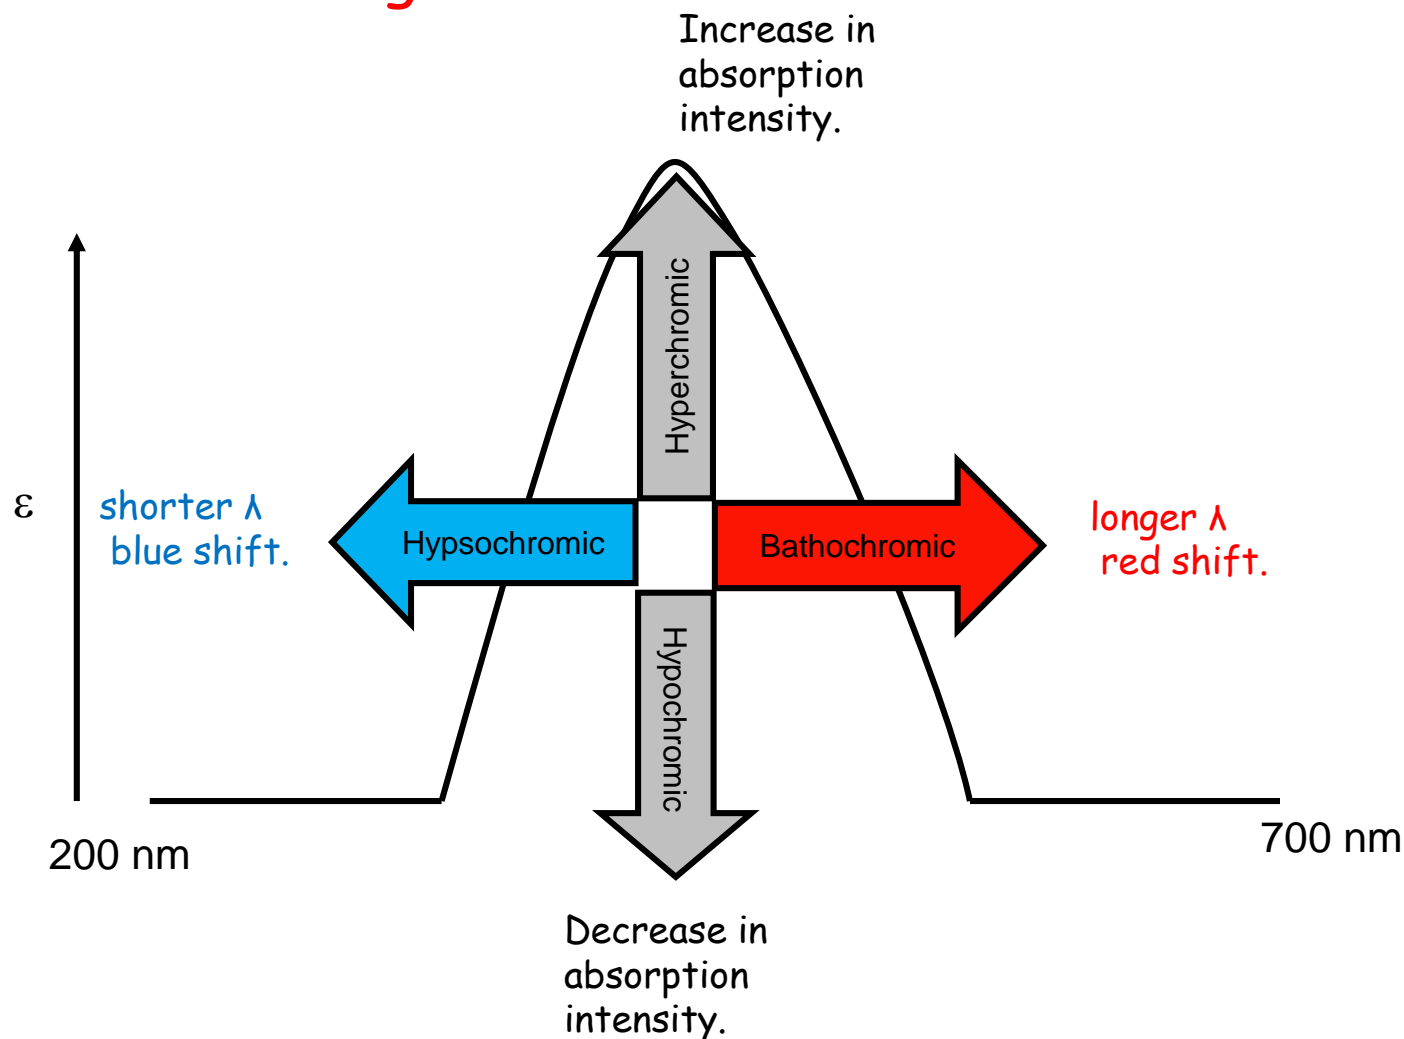 Increase in
absorption
intensity.
Hyperchromic
ε
shorter λ
blue shift.
Hypsochromic
Bathochromic
longer λ
red shift.
Hypochromic
200 nm
700 nm
Decrease in
absorption
intensity.